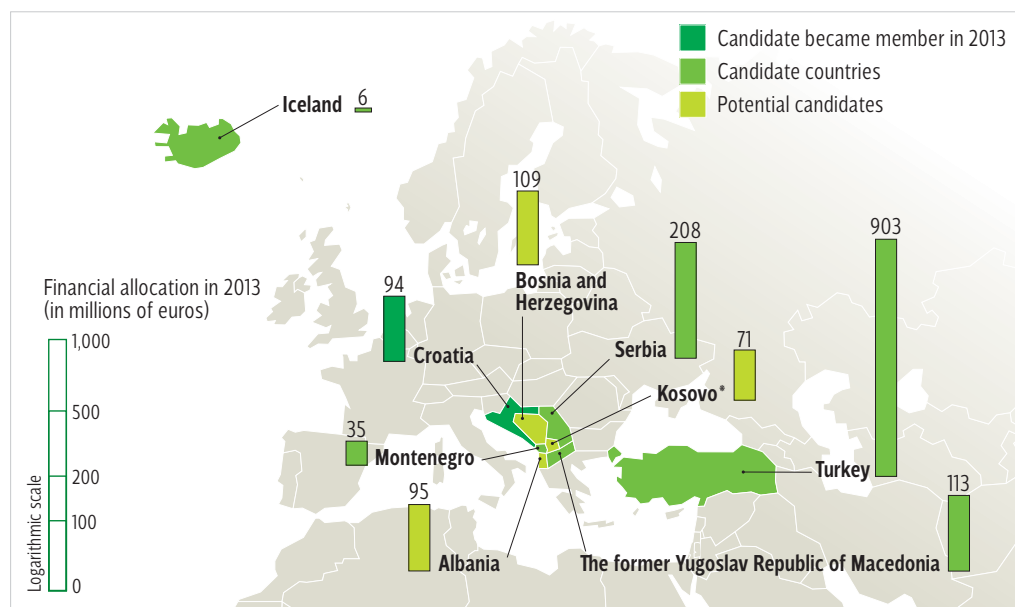 Candidate became member in 2013
Candidate countries
Potential candidates
Iceland
6
109
Bosnia and
Herzegovina
208
903
Financial allocation in 2013
(in millions of euros)
94
Croatia
Serbia
71
Kosovo*
1,000
500
200
100
0
Logarithmic scale
35
Montenegro
Turkey
113
95
Albania
The former Yugoslav Republic of Macedonia